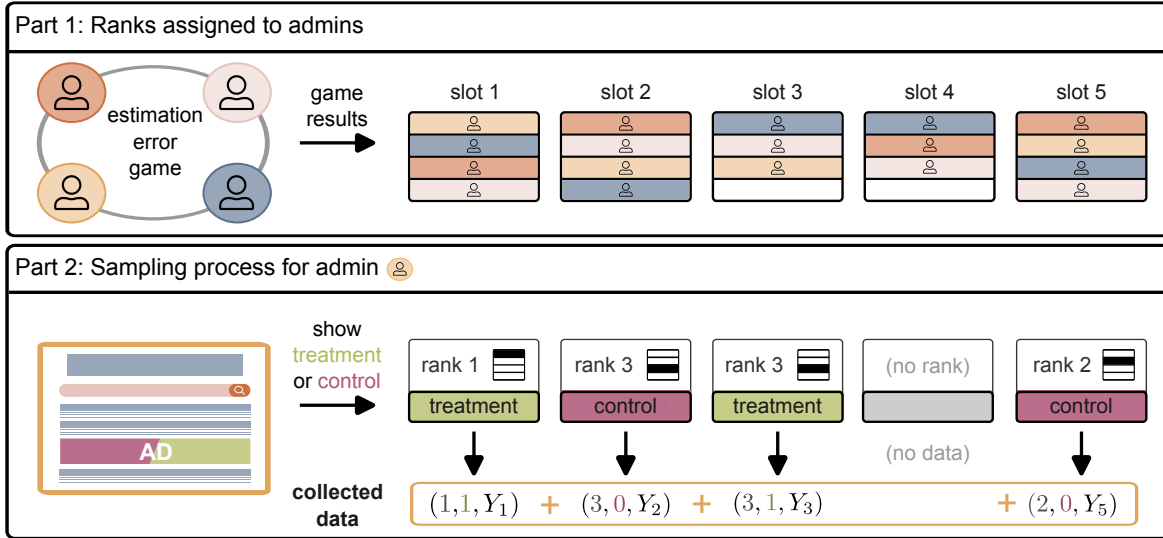 Part 1: Ranks assigned to admins
estimation
error
game
game
results
slot 1
slot 2
slot 3
slot 4
slot 5
Part 2: Sampling process for admin
show
treatment
or control
AD
rank 1
treatment
rank 3
control
rank 3
treatment
(no rank)
(no data)
rank 2
control
collected
data
(1,1,Y₁) + (3,0,Y₂) + (3,1,Y₃) + (2,0,Y₅)